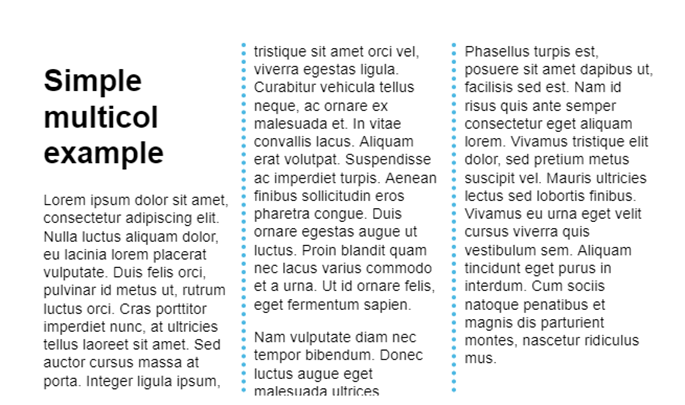 Simple
multicol
example
Lorem ipsum dolor sit amet,
consectetur adipiscing elit.
Nulla luctus aliquam dolor,
eu lacinia lorem placerat
vulputate. Duis felis orci,
pulvinar id metus ut, rutrum
luctus orci. Cras porttitor
imperdiet nunc, at ultricies
tellus laoreet sit amet. Sed
auctor cursus massa at
porta. Integer ligula ipsum,
tristique sit amet orci vel,
viverra egestas ligula.
Curabitur vehicula tellus
neque, ac ornare ex
malesuada et. In vitae
convallis lacus. Aliquam
erat volutpat. Suspendisse
ac imperdiet turpis. Aenean
finibus sollicitudin eros
pharetra congue. Duis
ornare egestas augue ut
luctus. Proin blandit quam
nec lacus varius commodo
et a urna. Ut id ornare felis,
eget fermentum sapien.
Nam vulputate diam nec
tempor bibendum. Donec
luctus augue eget
malesuada ultrices
Phasellus turpis est,
posuere sit amet dapibus ut,
facilisis sed est. Nam id
risus quis ante semper
consectetur eget aliquam
lorem. Vivamus tristique elit
dolor, sed pretium metus
suscipit vel. Mauris ultricies
lectus sed lobortis finibus.
Vivamus eu urna eget velit
cursus viverra quis
vestibulum sem. Aliquam
tincidunt eget purus in
interdum. Cum sociis
natoque penatibus et
magnis dis parturient
montes, nascetur ridiculus
mus.